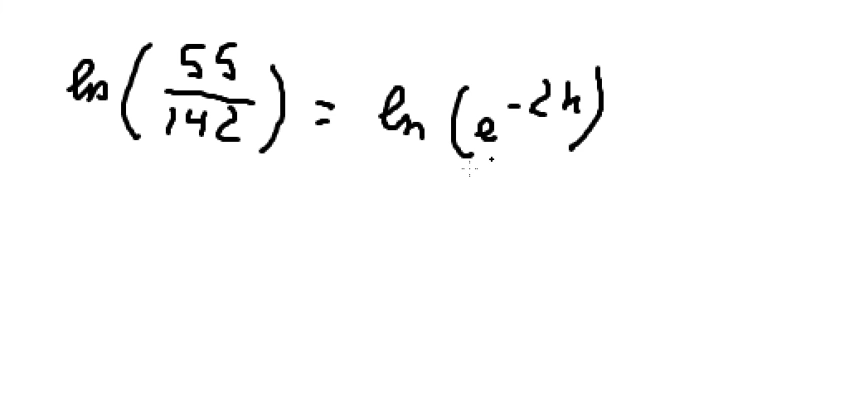 ln(55/142) = ln(e^-2k)